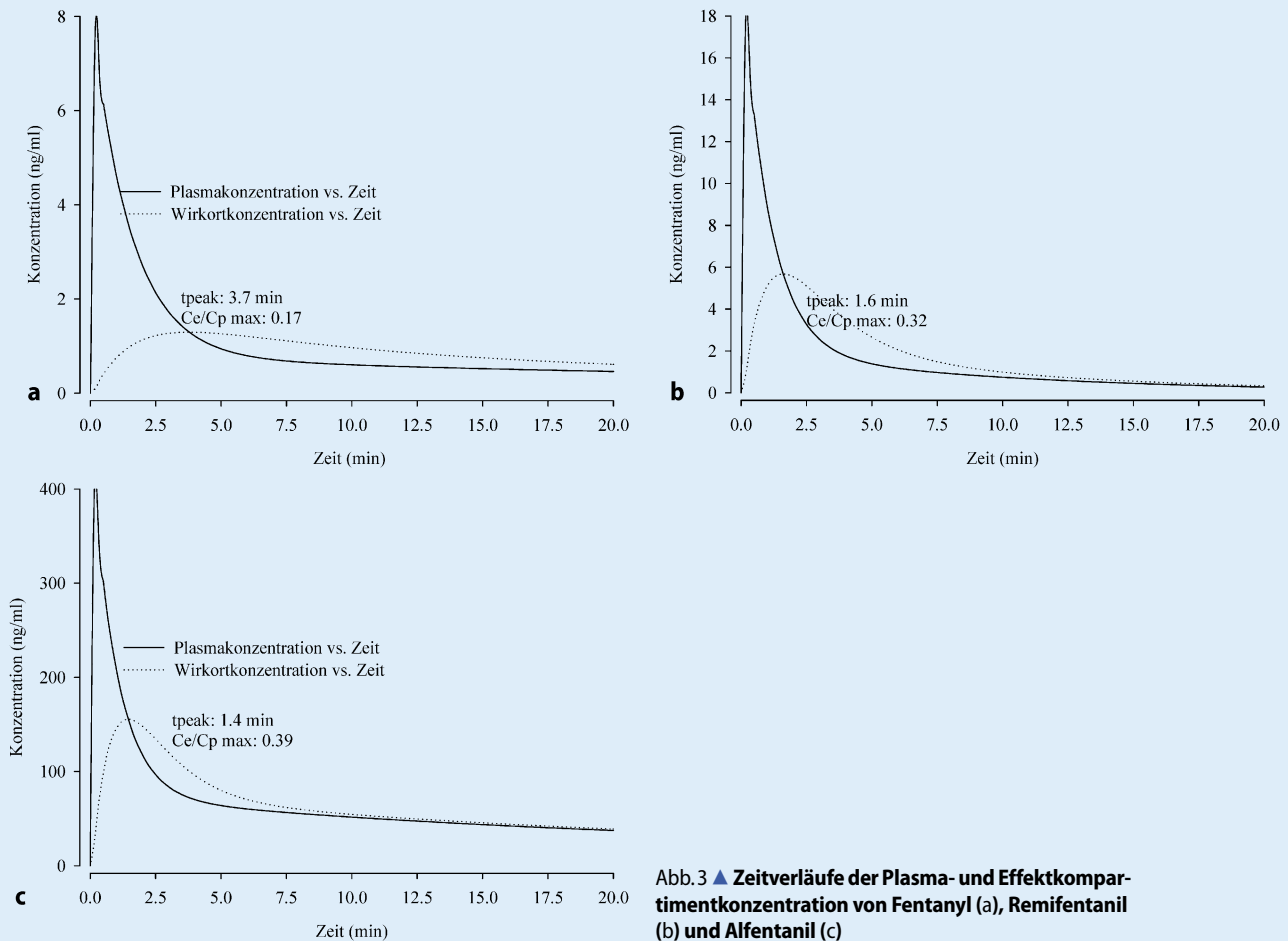 8
6
4
2
0
Konzentration (ng/ml)
Plasmakonzentration vs. Zeit
Wirkortkonzentration vs. Zeit
tpeak: 3.7 min
Ce/Cp max: 0.17
a
0.0 2.5 5.0 7.5 10.0 12.5 15.0 17.5 20.0
Zeit (min)
18
16
14
12
10
8
6
4
2
0
Konzentration (ng/ml)
tpeak: 1.6 min
Ce/Cp max: 0.32
b
0.0 2.5 5.0 7.5 10.0 12.5 15.0 17.5 20.0
Zeit (min)
400
300
200
100
0
Konzentration (ng/ml)
Plasmakonzentration vs. Zeit
Wirkortkonzentration vs. Zeit
tpeak: 1.4 min
Ce/Cp max: 0.39
c
0.0 2.5 5.0 7.5 10.0 12.5 15.0 17.5 20.0
Zeit (min)
Abb. 3 ▲ Zeitverläufe der Plasma- und Effektkompar-
timentkonzentration von Fentanyl (a), Remifentanil
(b) und Alfentanil (c)